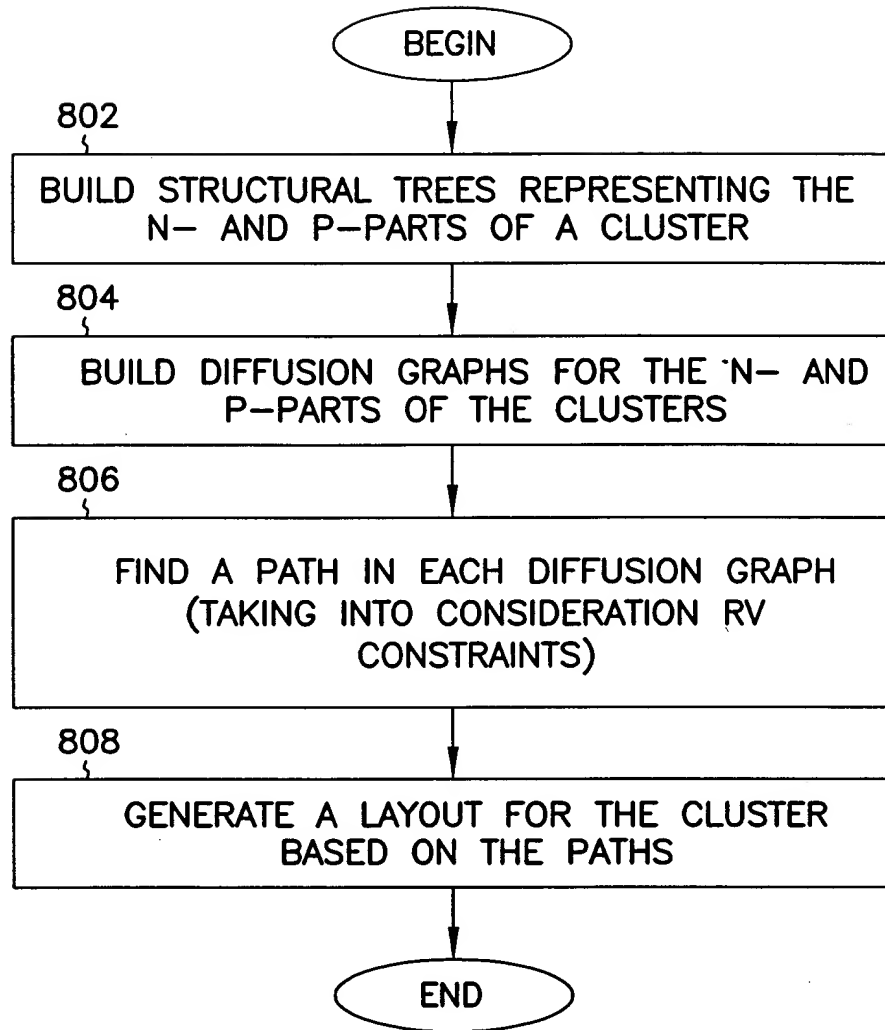 BEGIN
802
BUILD STRUCTURAL TREES REPRESENTING THE
N- AND P-PARTS OF A CLUSTER
804
BUILD DIFFUSION GRAPHS FOR THE N- AND
P-PARTS OF THE CLUSTERS
806
FIND A PATH IN EACH DIFFUSION GRAPH
(TAKING INTO CONSIDERATION RV
CONSTRAINTS)
808
GENERATE A LAYOUT FOR THE CLUSTER
BASED ON THE PATHS
END